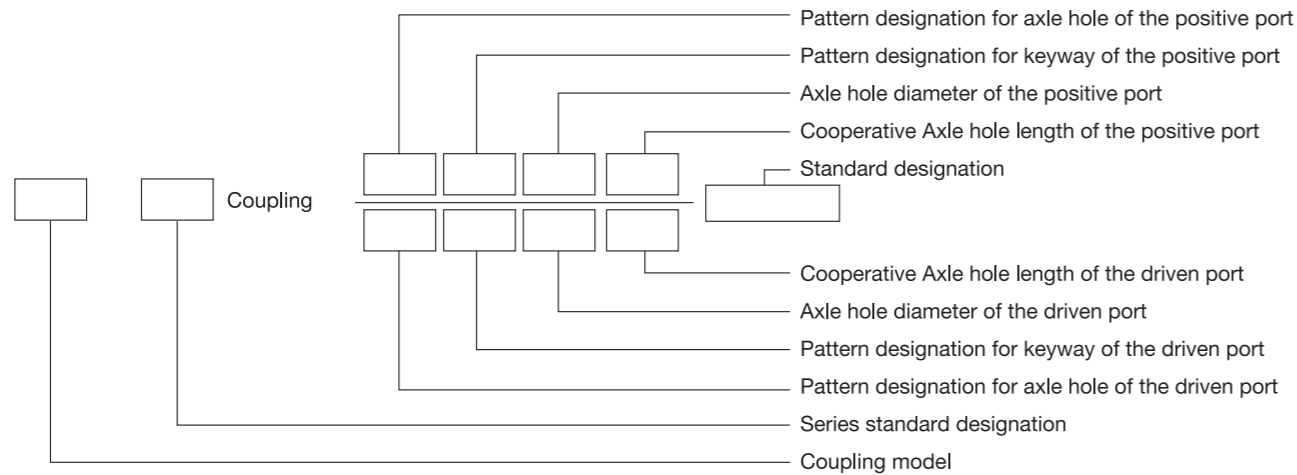 Pattern designation for axle hole of the positive port
Pattern designation for keyway of the positive port
Axle hole diameter of the positive port
Cooperative Axle hole length of the positive port
Standard designation
Coupling
Cooperative Axle hole length of the driven port
Axle hole diameter of the driven port
Pattern designation for keyway of the driven port
Pattern designation for axle hole of the driven port
Series standard designation
Coupling model